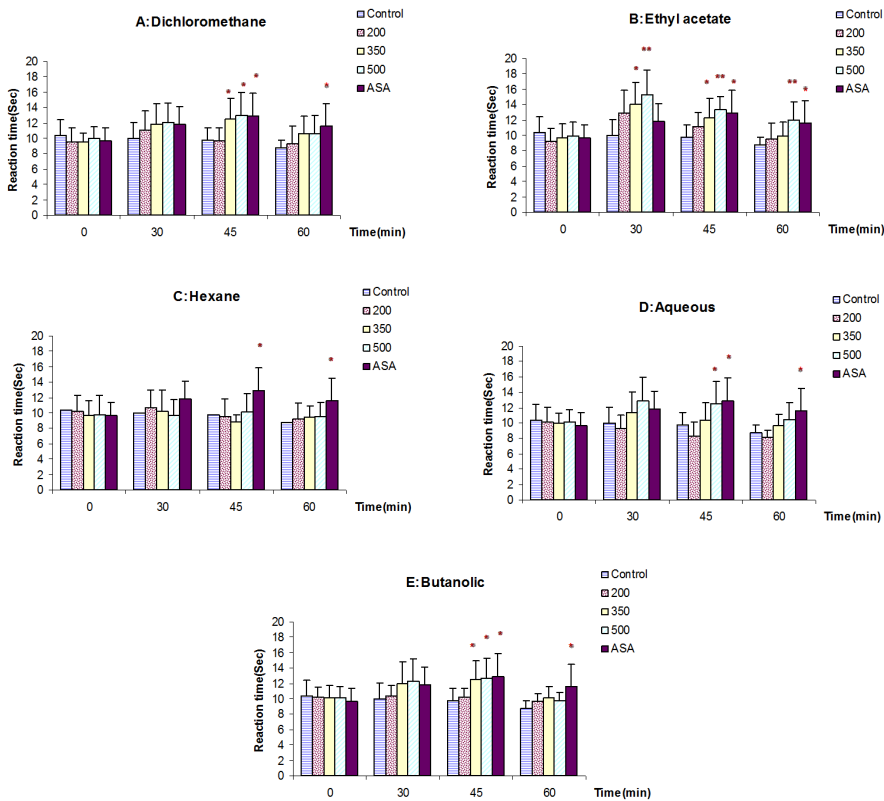 A:Dichloromethane
Control
200
350
500
ASA
Reaction time(Sec)
20
18
16
14
12
10
8
6
4
2
0
* * * *
0 30 45 60 Time(min)
B:Ethyl acetate
Control
200
350
500
ASA
Reaction time(Sec)
20
18
16
14
12
10
8
6
4
2
0
* ** * ** * ** *
0 30 45 60 Time(min)
C:Hexane
Control
200
350
500
ASA
Reaction time(Sec)
20
18
16
14
12
10
8
6
4
2
0
* *
0 30 45 60 Time(min)
D:Aqueous
Control
200
350
500
ASA
Reaction time(Sec)
20
18
16
14
12
10
8
6
4
2
0
* * *
0 30 45 60 Time(min)
E:Butanolic
Control
200
350
500
ASA
Reaction time(Sec)
20
18
16
14
12
10
8
6
4
2
0
* * * *
0 30 45 60 Time(min)